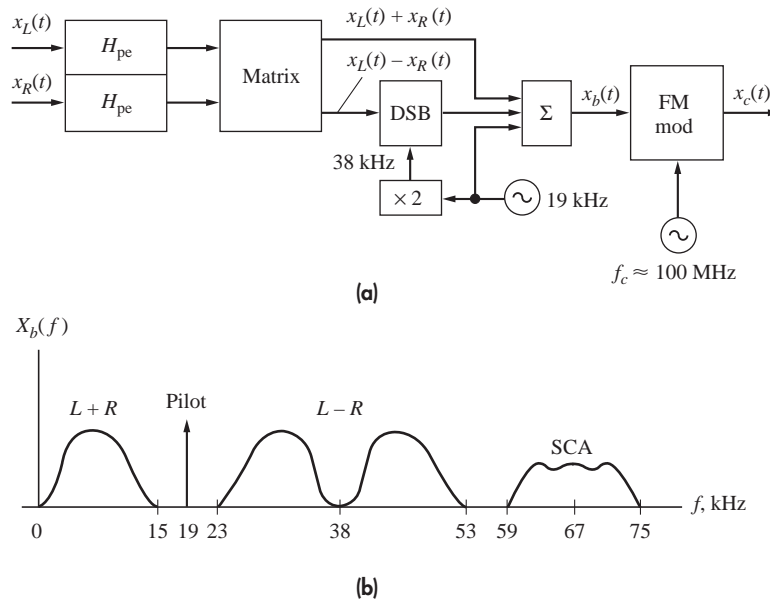 x_L(t)
x_R(t)
H_pe
H_pe
Matrix
x_L(t) + x_R(t)
x_L(t) − x_R(t)
DSB
38 kHz
× 2
19 kHz
Σ
x_b(t)
FM
mod
x_c(t)
f_c ≈ 100 MHz
(a)
X_b(f)
L + R
Pilot
L − R
SCA
f, kHz
0 15 19 23 38 53 59 67 75
(b)